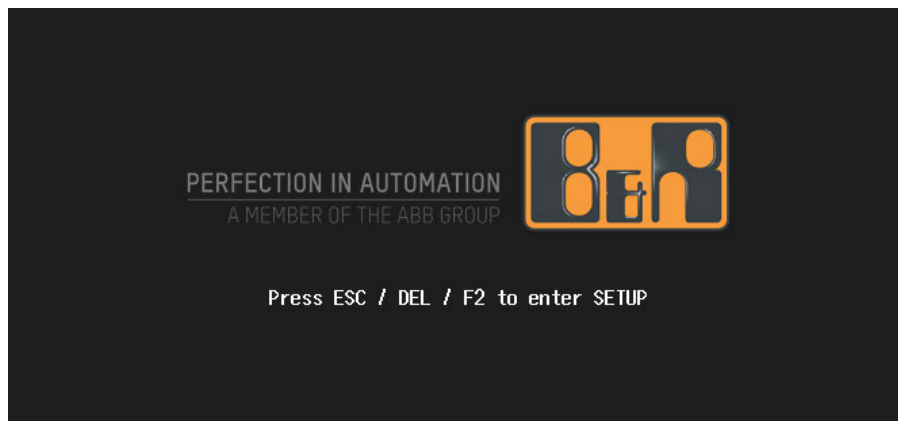 PERFECTION IN AUTOMATION
A MEMBER OF THE ABB GROUP
B&R
Press ESC / DEL / F2 to enter SETUP